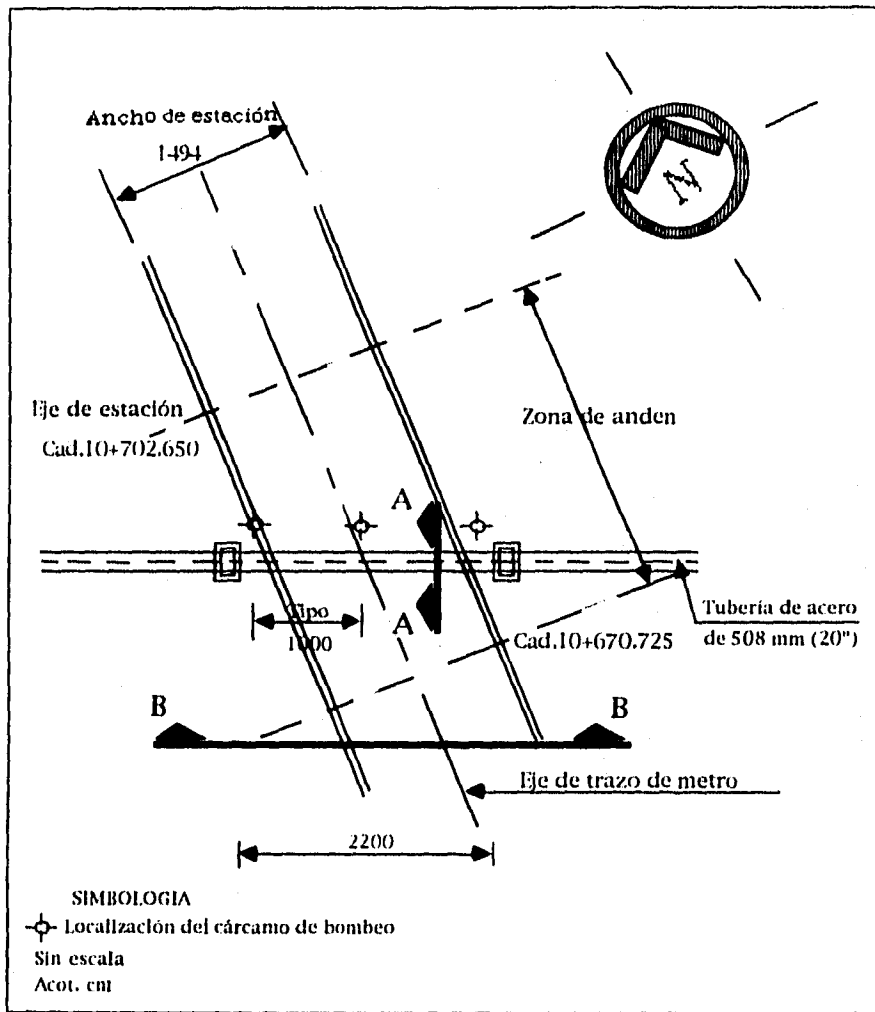 Ancho de estación
1494
N
Eje de estación
Cad.10+702.650
Zona de anden
A
Tipo
1000
A
Cad.10+670.725
Tubería de acero
de 508 mm (20")
B
B
Eje de trazo de metro
2200
SIMBOLOGIA
Localización del cárcamo de bombeo
Sin escala
Acot. cm